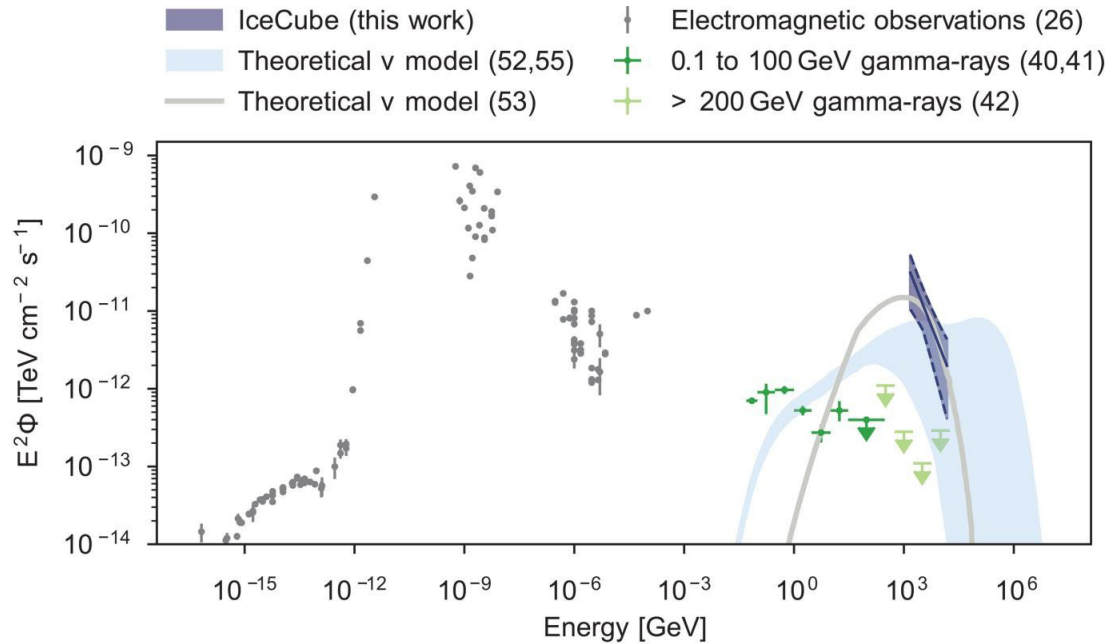 IceCube (this work)
Theoretical ν model (52,55)
Theoretical ν model (53)
Electromagnetic observations (26)
0.1 to 100 GeV gamma-rays (40,41)
> 200 GeV gamma-rays (42)
E²Φ [TeV cm⁻² s⁻¹]
10⁻⁹
10⁻¹⁰
10⁻¹¹
10⁻¹²
10⁻¹³
10⁻¹⁴
10⁻¹⁵ 10⁻¹² 10⁻⁹ 10⁻⁶ 10⁻³ 10⁰ 10³ 10⁶
Energy [GeV]